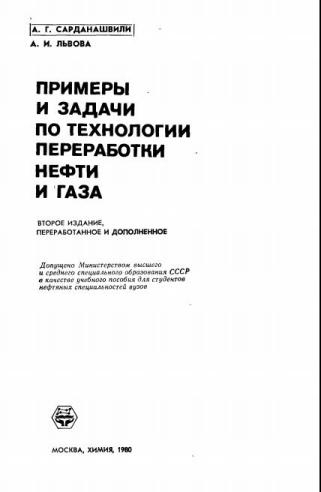 А. Г. САРДАНАШВИЛИ
А. И. ЛЬВОВА
ПРИМЕРЫ
И ЗАДАЧИ
ПО ТЕХНОЛОГИИ
ПЕРЕРАБОТКИ
НЕФТИ
И ГАЗА
ВТОРОЕ ИЗДАНИЕ,
ПЕРЕРАБОТАННОЕ И ДОПОЛНЕННОЕ
Допущено Министерством высшего
и среднего специального образования СССР
в качестве учебного пособия для студентов
нефтяных специальностей вузов
МОСКВА, ХИМИЯ, 1980